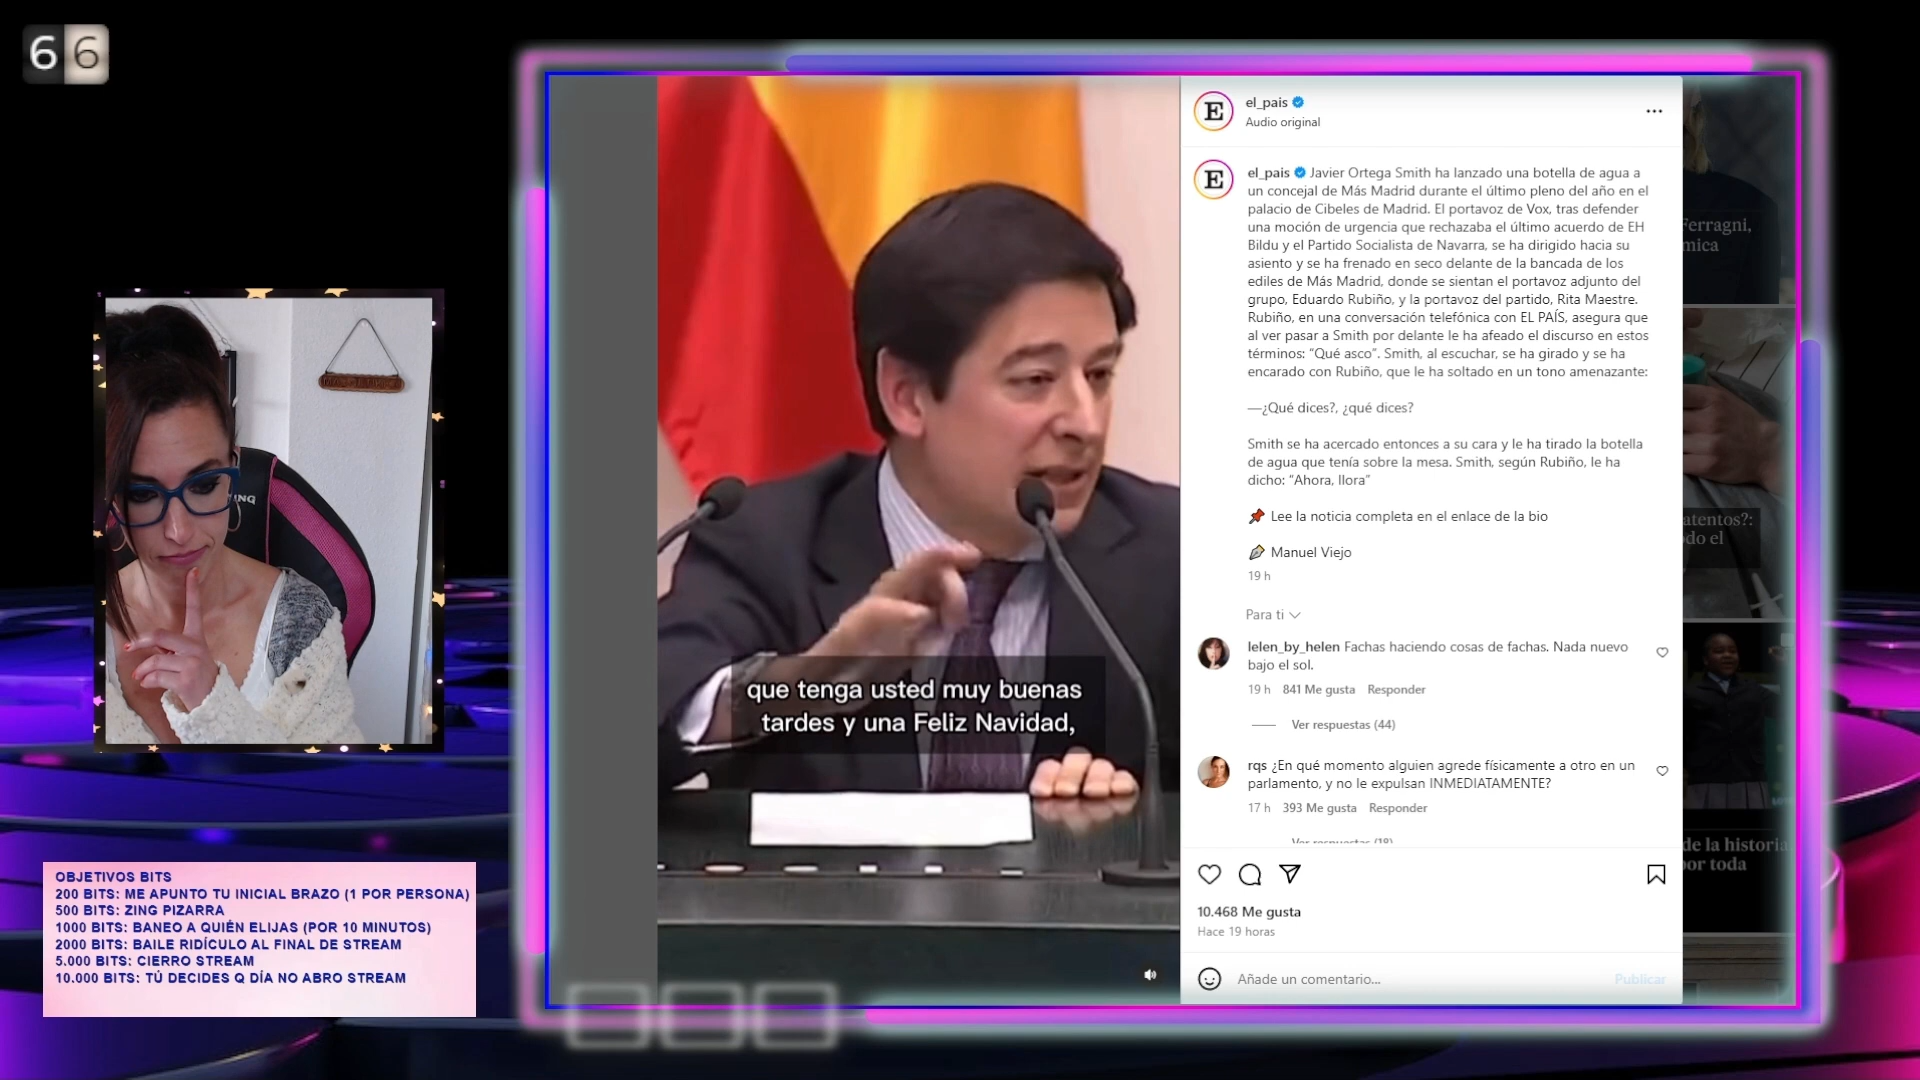 6 6
el_pais
Audio original
el_pais Javier Ortega Smith ha lanzado una botella de agua a
un concejal de Más Madrid durante el último pleno del año en el
palacio de Cibeles de Madrid. El portavoz de Vox, tras defender
una moción de urgencia que rechazaba el último acuerdo de EH
Bildu y el Partido Socialista de Navarra, se ha dirigido hacia su
asiento y se ha frenado en seco delante de la bancada de los
ediles de Más Madrid, donde se sientan el portavoz adjunto del
grupo, Eduardo Rubiño, y la portavoz del partido, Rita Maestre.
Rubiño, en una conversación telefónica con EL PAÍS, asegura que
al ver pasar a Smith por delante le ha afeado el discurso en estos
términos: “Qué asco”. Smith, al escuchar, se ha girado y se ha
encarado con Rubiño, que le ha soltado en un tono amenazante:
—¿Qué dices?, ¿qué dices?
Smith se ha acercado entonces a su cara y le ha tirado la botella
de agua que tenía sobre la mesa. Smith, según Rubiño, le ha
dicho: “Ahora, llora”
Lee la noticia completa en el enlace de la bio
Manuel Viejo
19 h
Para ti
lelen_by_helen Fachas haciendo cosas de fachas. Nada nuevo
bajo el sol.
19 h 841 Me gusta Responder
Ver respuestas (44)
rqs ¿En qué momento alguien agrede físicamente a otro en un
parlamento, y no le expulsan INMEDIATAMENTE?
17 h 393 Me gusta Responder
Ver respuestas (18)
10.468 Me gusta
Hace 19 horas
Añade un comentario...
Publicar
que tenga usted muy buenas
tardes y una Feliz Navidad,
Ferragni,
mica
atentos?:
do el
de la historia
por toda
OBJETIVOS BITS
200 BITS: ME APUNTO TU INICIAL BRAZO (1 POR PERSONA)
500 BITS: ZING PIZARRA
1000 BITS: BANEO A QUIÉN ELIJAS (POR 10 MINUTOS)
2000 BITS: BAILE RIDÍCULO AL FINAL DE STREAM
5.000 BITS: CIERRO STREAM
10.000 BITS: TÚ DECIDES Q DÍA NO ABRO STREAM